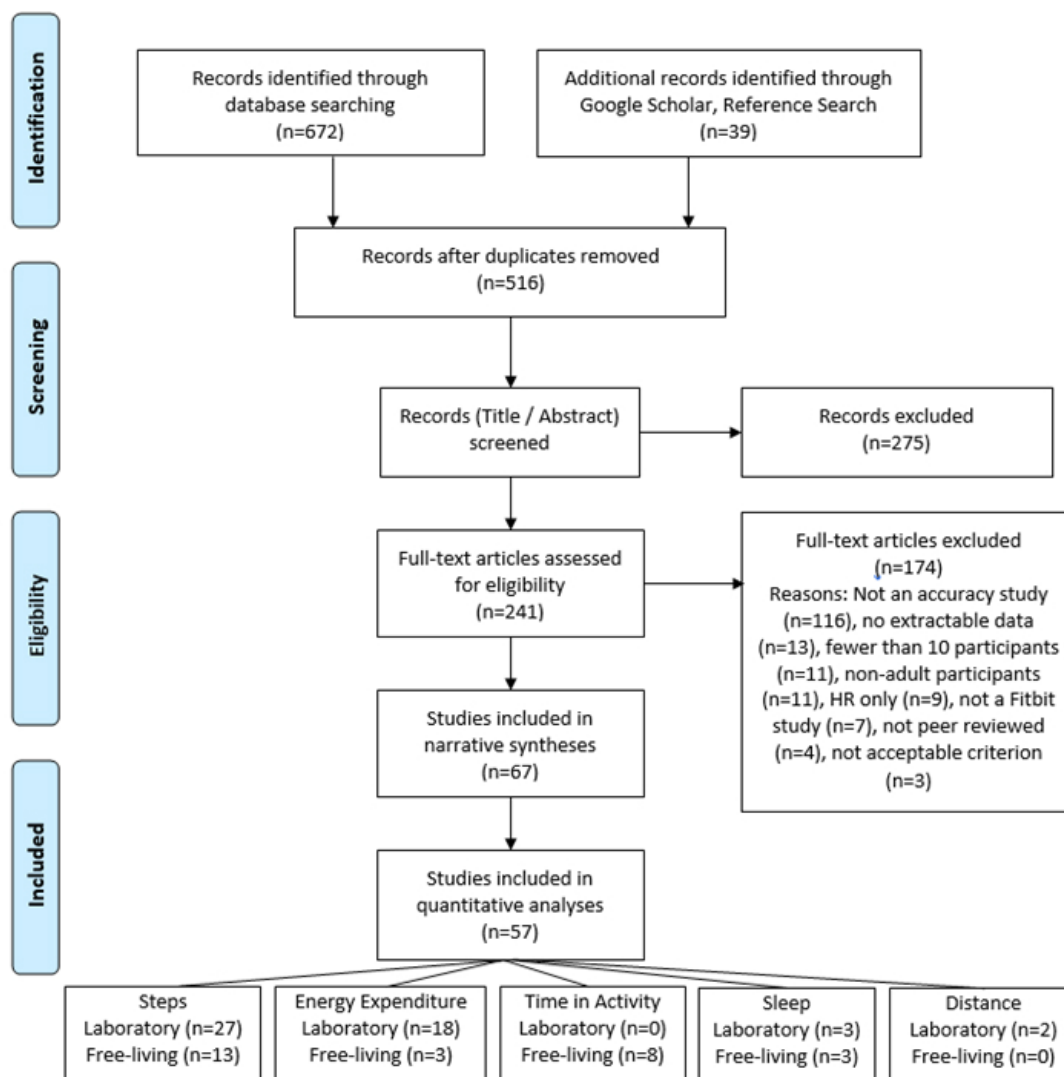 Identification
Records identified through
database searching
(n=672)
Additional records identified through
Google Scholar, Reference Search
(n=39)
Records after duplicates removed
(n=516)
Screening
Records (Title / Abstract)
screened
Records excluded
(n=275)
Eligibility
Full-text articles assessed
for eligibility
(n=241)
Full-text articles excluded
(n=174)
Reasons: Not an accuracy study
(n=116), no extractable data
(n=13), fewer than 10 participants
(n=11), non-adult participants
(n=11), HR only (n=9), not a Fitbit
study (n=7), not peer reviewed
(n=4), not acceptable criterion
(n=3)
Studies included in
narrative syntheses
(n=67)
Included
Studies included in
quantitative analyses
(n=57)
Steps
Laboratory (n=27)
Free-living (n=13)
Energy Expenditure
Laboratory (n=18)
Free-living (n=3)
Time in Activity
Laboratory (n=0)
Free-living (n=8)
Sleep
Laboratory (n=3)
Free-living (n=3)
Distance
Laboratory (n=2)
Free-living (n=0)